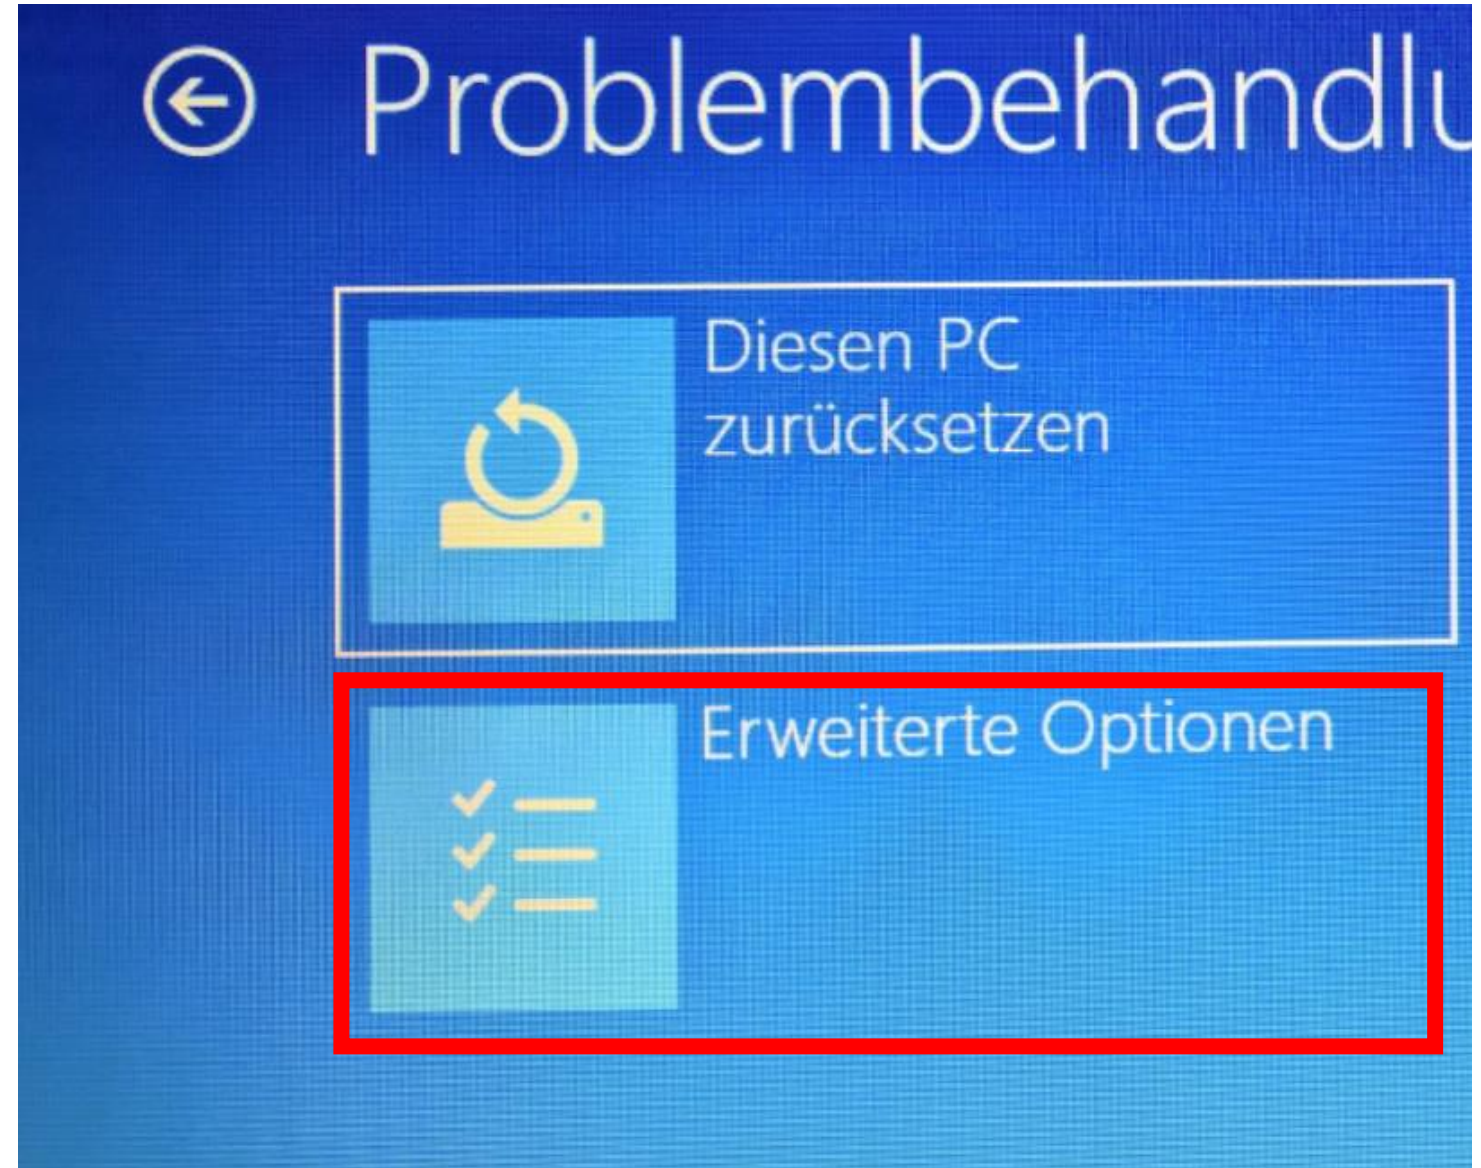 Problembehandlu
Diesen PC
zurücksetzen
Erweiterte Optionen